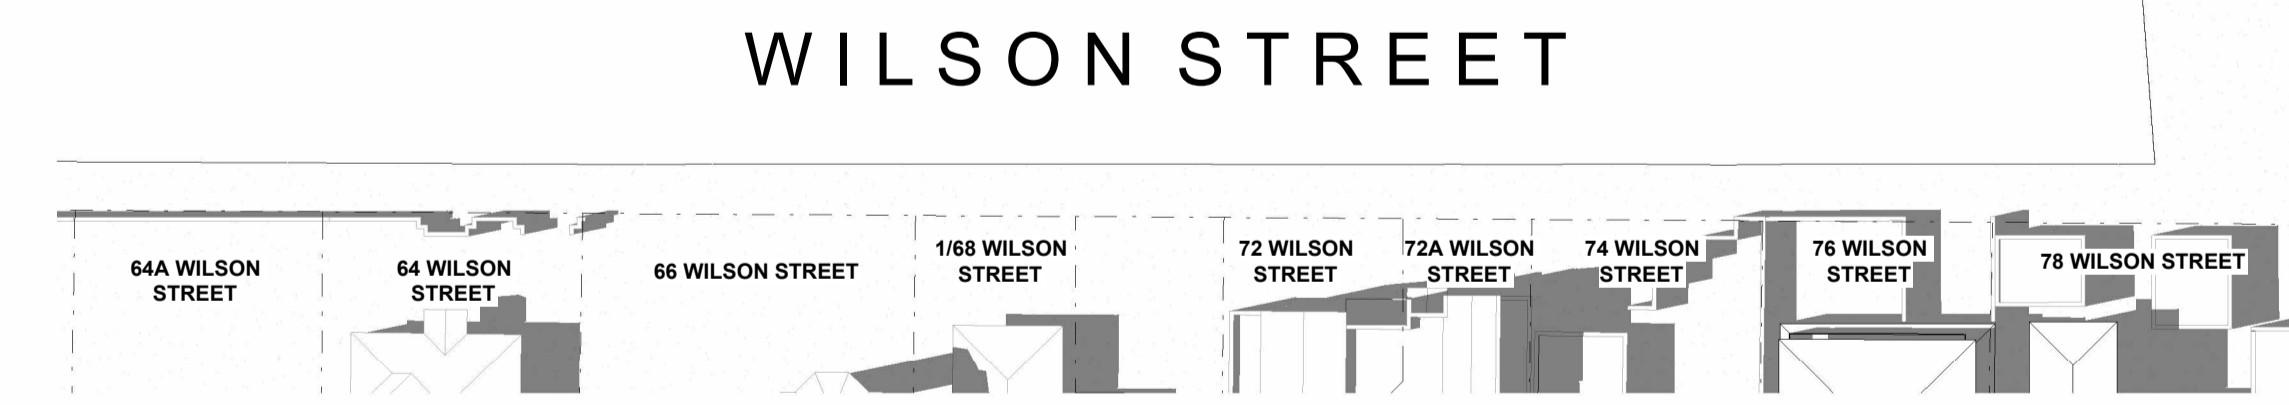 WILSON STREET
64A WILSON
STREET
64 WILSON
STREET
66 WILSON STREET
1/68 WILSON
STREET
72 WILSON
STREET
72A WILSON
STREET
74 WILSON
STREET
76 WILSON
STREET
78 WILSON STREET